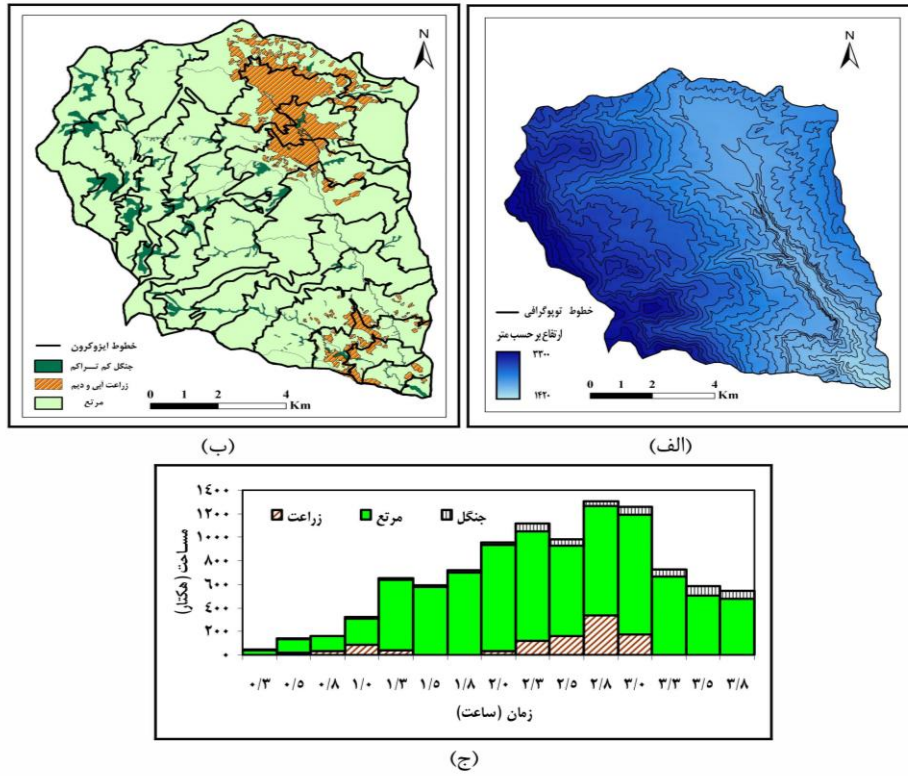 N
خطوط ایزوکرون
جنگل کم تراکم
زراعت ابی و دیم
مرتع
0 2 4
Km
(ب)
N
خطوط توپوگرافی
ارتفاع بر حسب متر
۳۳۰۰
۱۴۲۰
0 1 2 4
Km
(الف)
مساحت (هکتار)
۱۴۰۰
۱۲۰۰
۱۰۰۰
۸۰۰
۶۰۰
۴۰۰
۲۰۰
۰
زراعت مرتع جنگل
۰/۳ ۰/۵ ۰/۸ ۱/۰ ۱/۳ ۱/۵ ۱/۸ ۲/۰ ۲/۳ ۲/۵ ۲/۸ ۳/۰ ۳/۳ ۳/۵ ۳/۸
زمان (ساعت)
(ج)